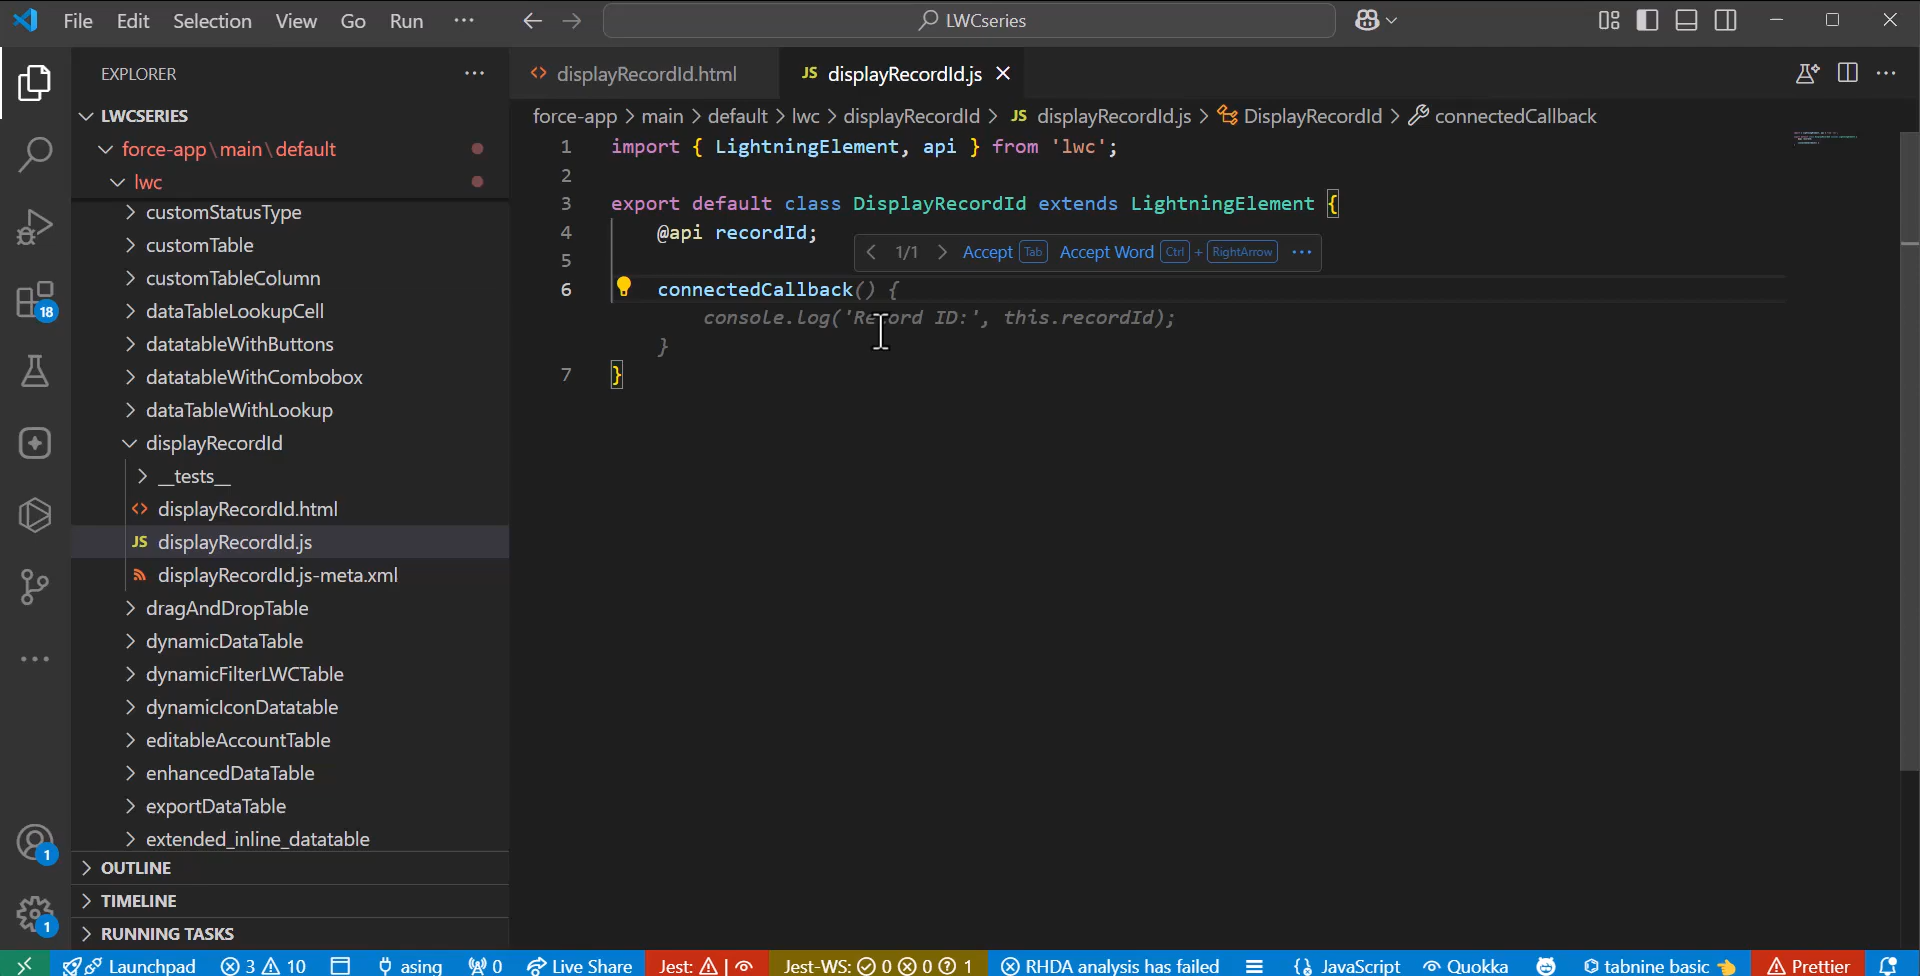 File Edit Selection View Go Run ··· LWCseries
EXPLORER
LWCSERIES
force-app\main\default
lwc
customStatusType
customTable
customTableColumn
dataTableLookupCell
datatableWithButtons
datatableWithCombobox
dataTableWithLookup
displayRecordId
__tests__
displayRecordId.html
displayRecordId.js
displayRecordId.js-meta.xml
dragAndDropTable
dynamicDataTable
dynamicFilterLWCTable
dynamicIconDatatable
editableAccountTable
enhancedDataTable
exportDataTable
extended_inline_datatable
OUTLINE
TIMELINE
RUNNING TASKS
18
1
1
displayRecordId.html JS displayRecordId.js
force-app > main > default > lwc > displayRecordId > JS displayRecordId.js > DisplayRecordId > connectedCallback
1 import { LightningElement, api } from 'lwc';
2
3 export default class DisplayRecordId extends LightningElement {
4 @api recordId;
5
1/1 Accept Tab Accept Word Ctrl + RightArrow ···
6 connectedCallback() {
console.log('Record ID:', this.recordId);
}
7 }
Launchpad 3 10 asing 0 Live Share Jest: Jest-WS: 0 0 1 RHDA analysis has failed {} JavaScript Quokka tabnine basic Prettier